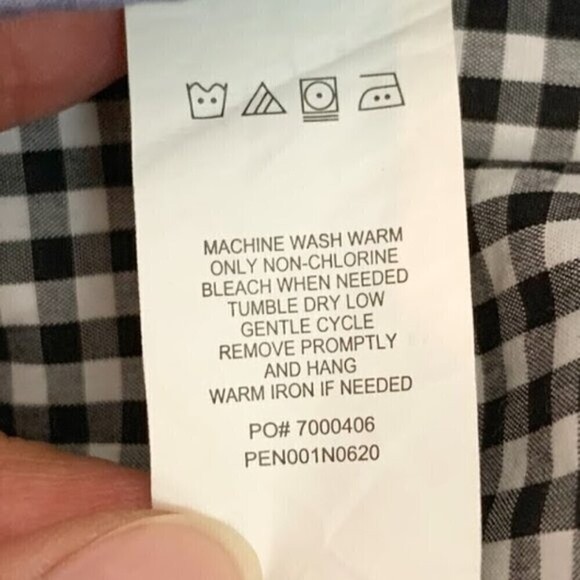 MACHINE WASH WARM
ONLY NON-CHLORINE
BLEACH WHEN NEEDED
TUMBLE DRY LOW
GENTLE CYCLE
REMOVE PROMPTLY
AND HANG
WARM IRON IF NEEDED
PO# 7000406
PEN001N0620